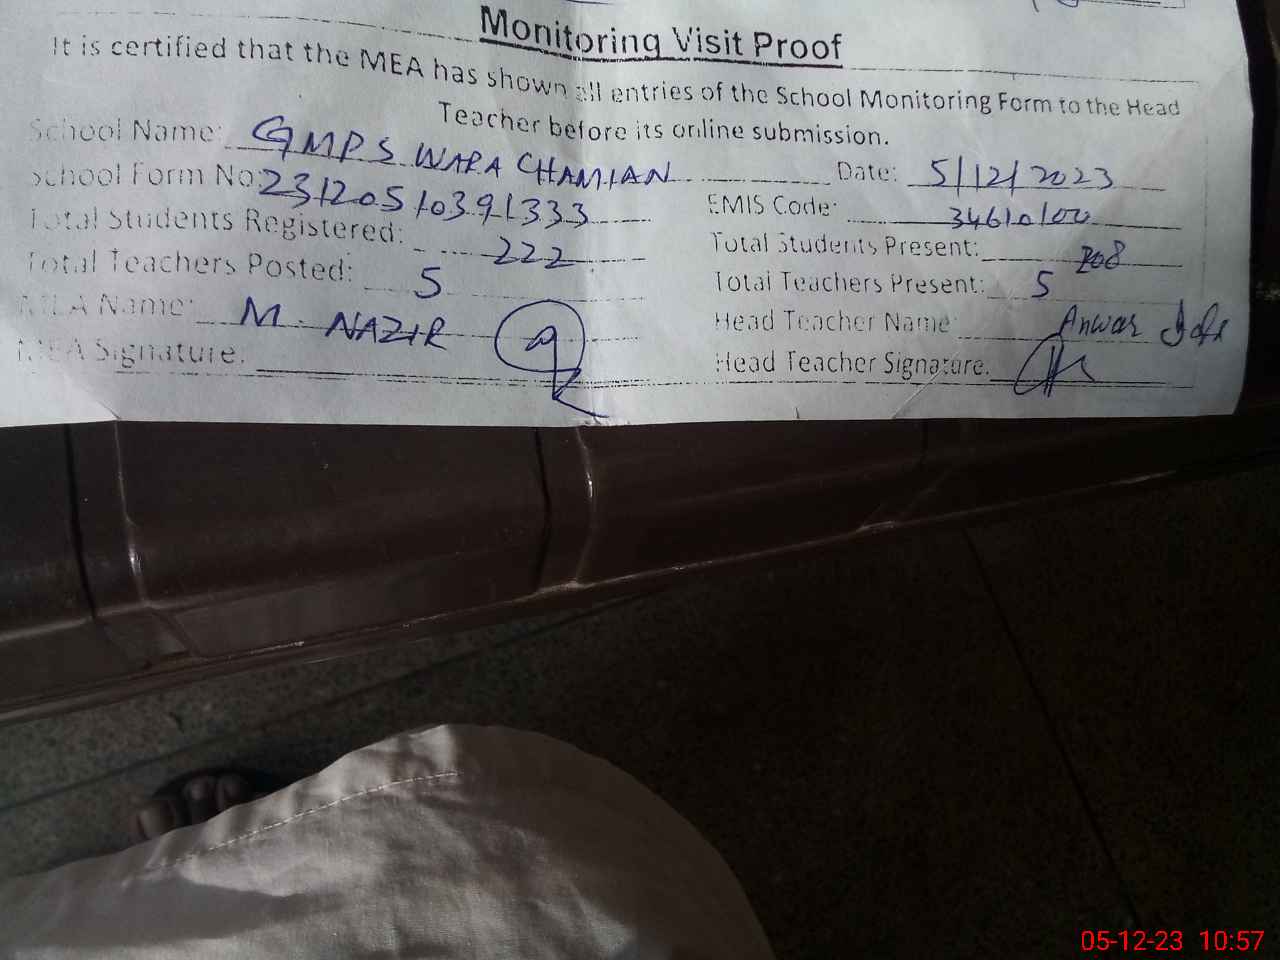 Monitoring Visit Proof
It is certified that the MEA has shown all entries of the School Monitoring Form to the Head
Teacher before its online submission.
School Name: GMPS WARA CHAMIAN Date: 5/12/2023
School Form No: 23120510391333 EMIS Code: 34610100
Total Students Registered: 222 Total Students Present: 208
Total Teachers Posted: 5 Total Teachers Present: 5
MEA Name: M. NAZIR Head Teacher Name: Anwar
MEA Signature. Head Teacher Signature.
05-12-23 10:57